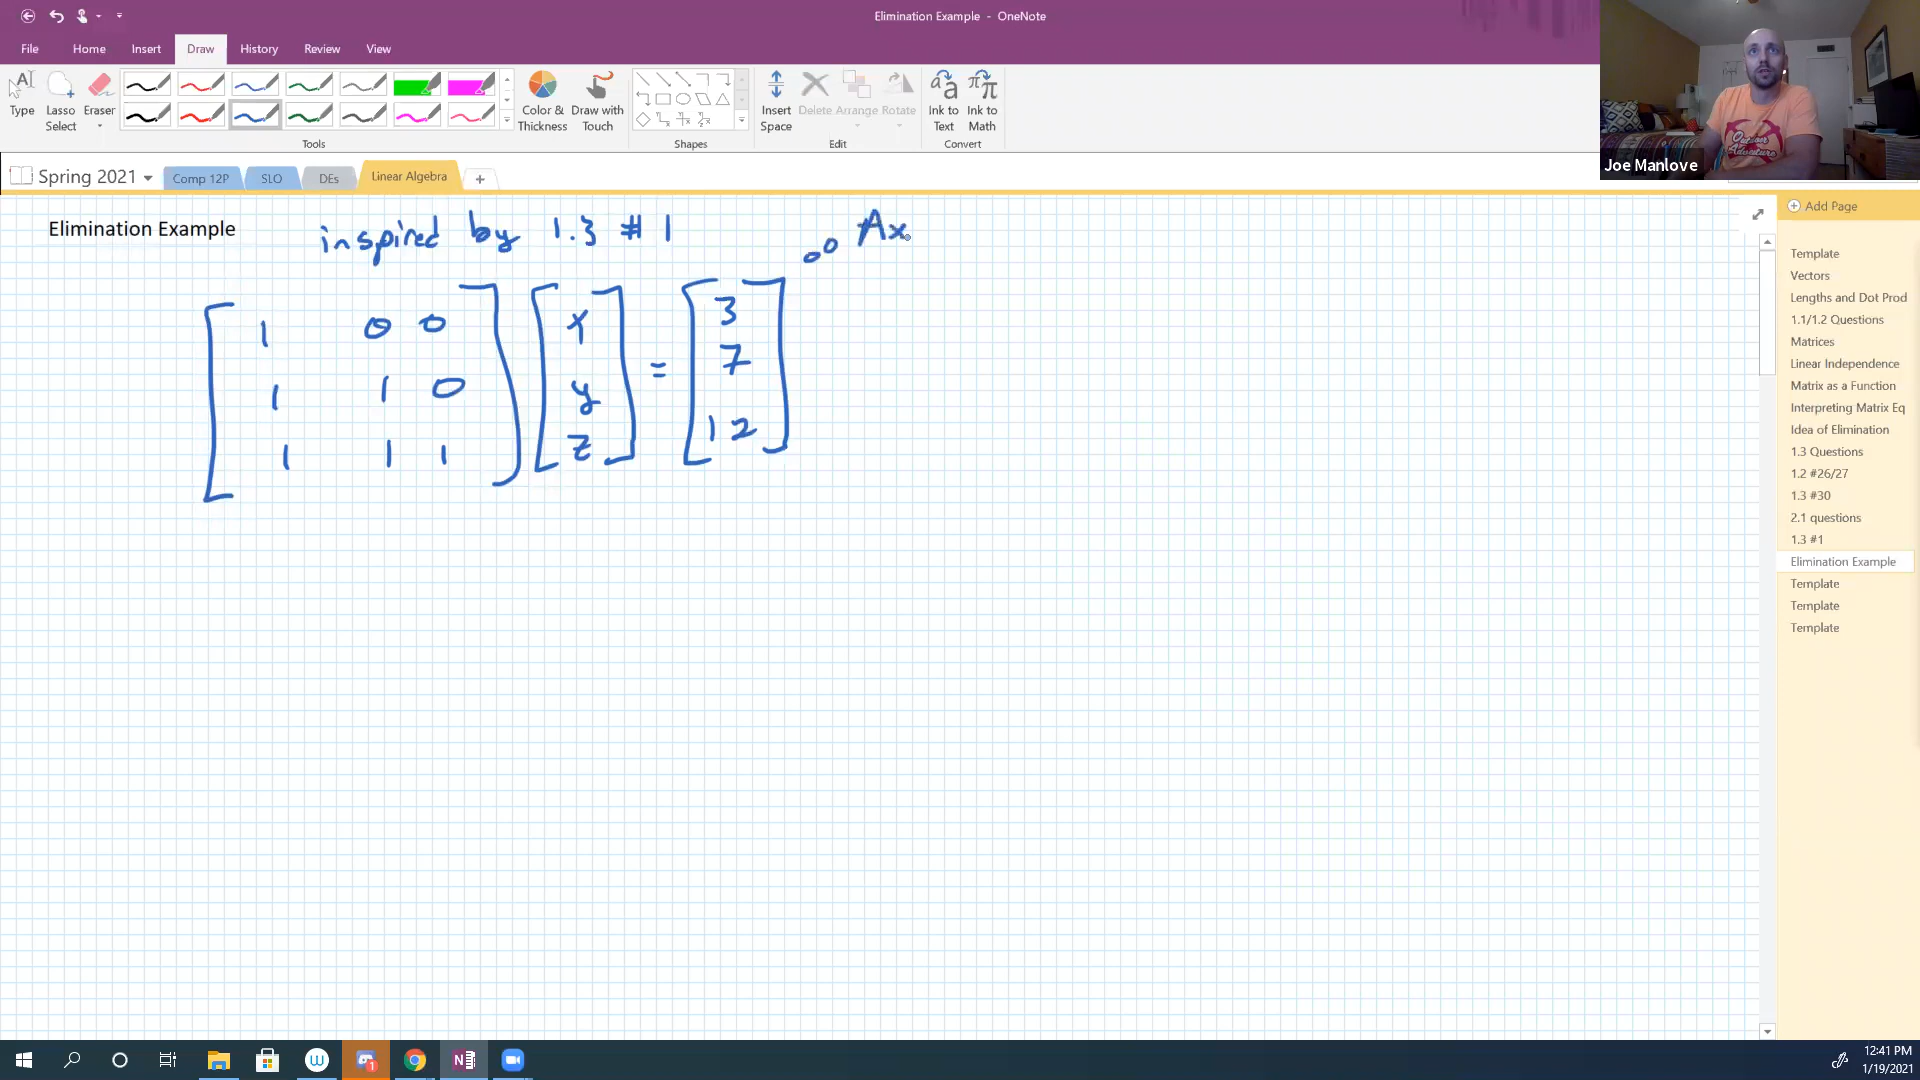 Elimination Example - OneNote
File Home Insert Draw History Review View
Type Lasso Select Eraser Color & Thickness Draw with Touch Insert Space Delete Arrange Rotate Ink to Text Ink to Math
Tools Shapes Edit Convert
Joe Manlove
Spring 2021 Comp 12P SLO DEs Linear Algebra +
Add Page
Elimination Example inspired by 1.3 # 1 Ax
1 0 0 x 3
1 1 0 y = 7
1 1 1 z 12
Template
Vectors
Lengths and Dot Prod
1.1/1.2 Questions
Matrices
Linear Independence
Matrix as a Function
Interpreting Matrix Eq
Idea of Elimination
1.3 Questions
1.2 #26/27
1.3 #30
2.1 questions
1.3 #1
Elimination Example
Template
Template
Template
12:41 PM
1/19/2021